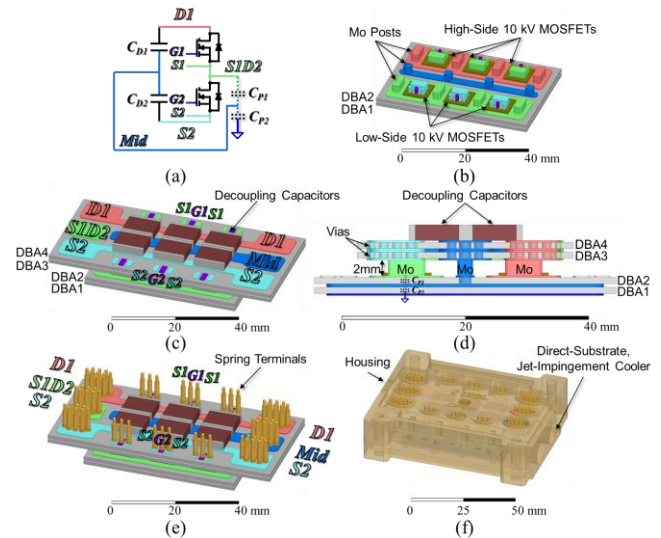 D1
C_D1
G1
S1
S1D2
C_D2
G2
S2
S2
Mid
C_P1
C_P2
(a)
High-Side 10 kV MOSFETs
Mo Posts
DBA2
DBA1
Low-Side 10 kV MOSFETs
0 20 40 mm
(b)
Decoupling Capacitors
S1G1S1
D1
D1
S1D2
Mid
S2
S2
S2G2S2
DBA4
DBA3
DBA2
DBA1
0 20 40 mm
(c)
Decoupling Capacitors
Vias
DBA4
DBA3
2mm
Mo
Mo
Mo
C_P1
C_P2
DBA2
DBA1
0 20 40 mm
(d)
Spring Terminals
D1
S1D2
S2
S1G1S1
S2G2S2
D1
Mid
S2
0 20 40 mm
(e)
Housing
Direct-Substrate,
Jet-Impingement Cooler
0 25 50 mm
(f)